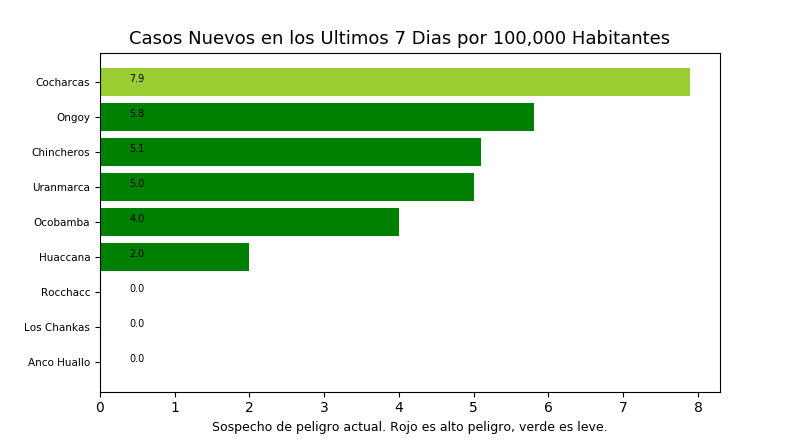 Casos Nuevos en los Ultimos 7 Dias por 100,000 Habitantes
Cocharcas 7.9
Ongoy 5.8
Chincheros 5.1
Uranmarca 5.0
Ocobamba 4.0
Huaccana 2.0
Rocchacc 0.0
Los Chankas 0.0
Anco Huallo 0.0
0 1 2 3 4 5 6 7 8
Sospecho de peligro actual. Rojo es alto peligro, verde es leve.